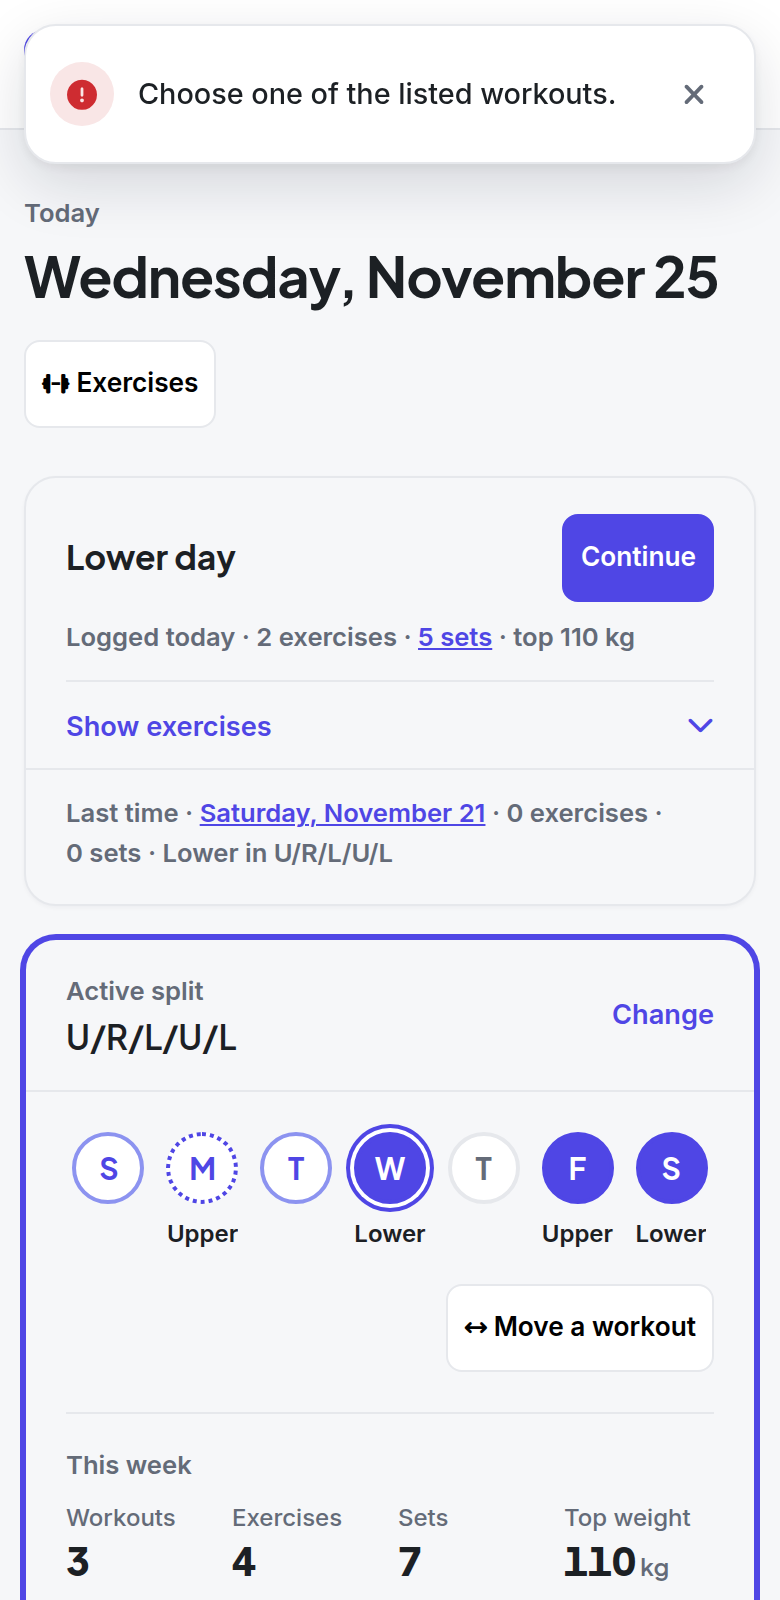 Choose one of the listed workouts.
Today
Wednesday, November 25
Exercises
Lower day
Continue
Logged today · 2 exercises · 5 sets · top 110 kg
Show exercises
Last time · Saturday, November 21 · 0 exercises ·
0 sets · Lower in U/R/L/U/L
Active split
U/R/L/U/L
Change
S M T W T F S
Upper Lower Upper Lower
Move a workout
This week
Workouts Exercises Sets Top weight
3 4 7 110 kg